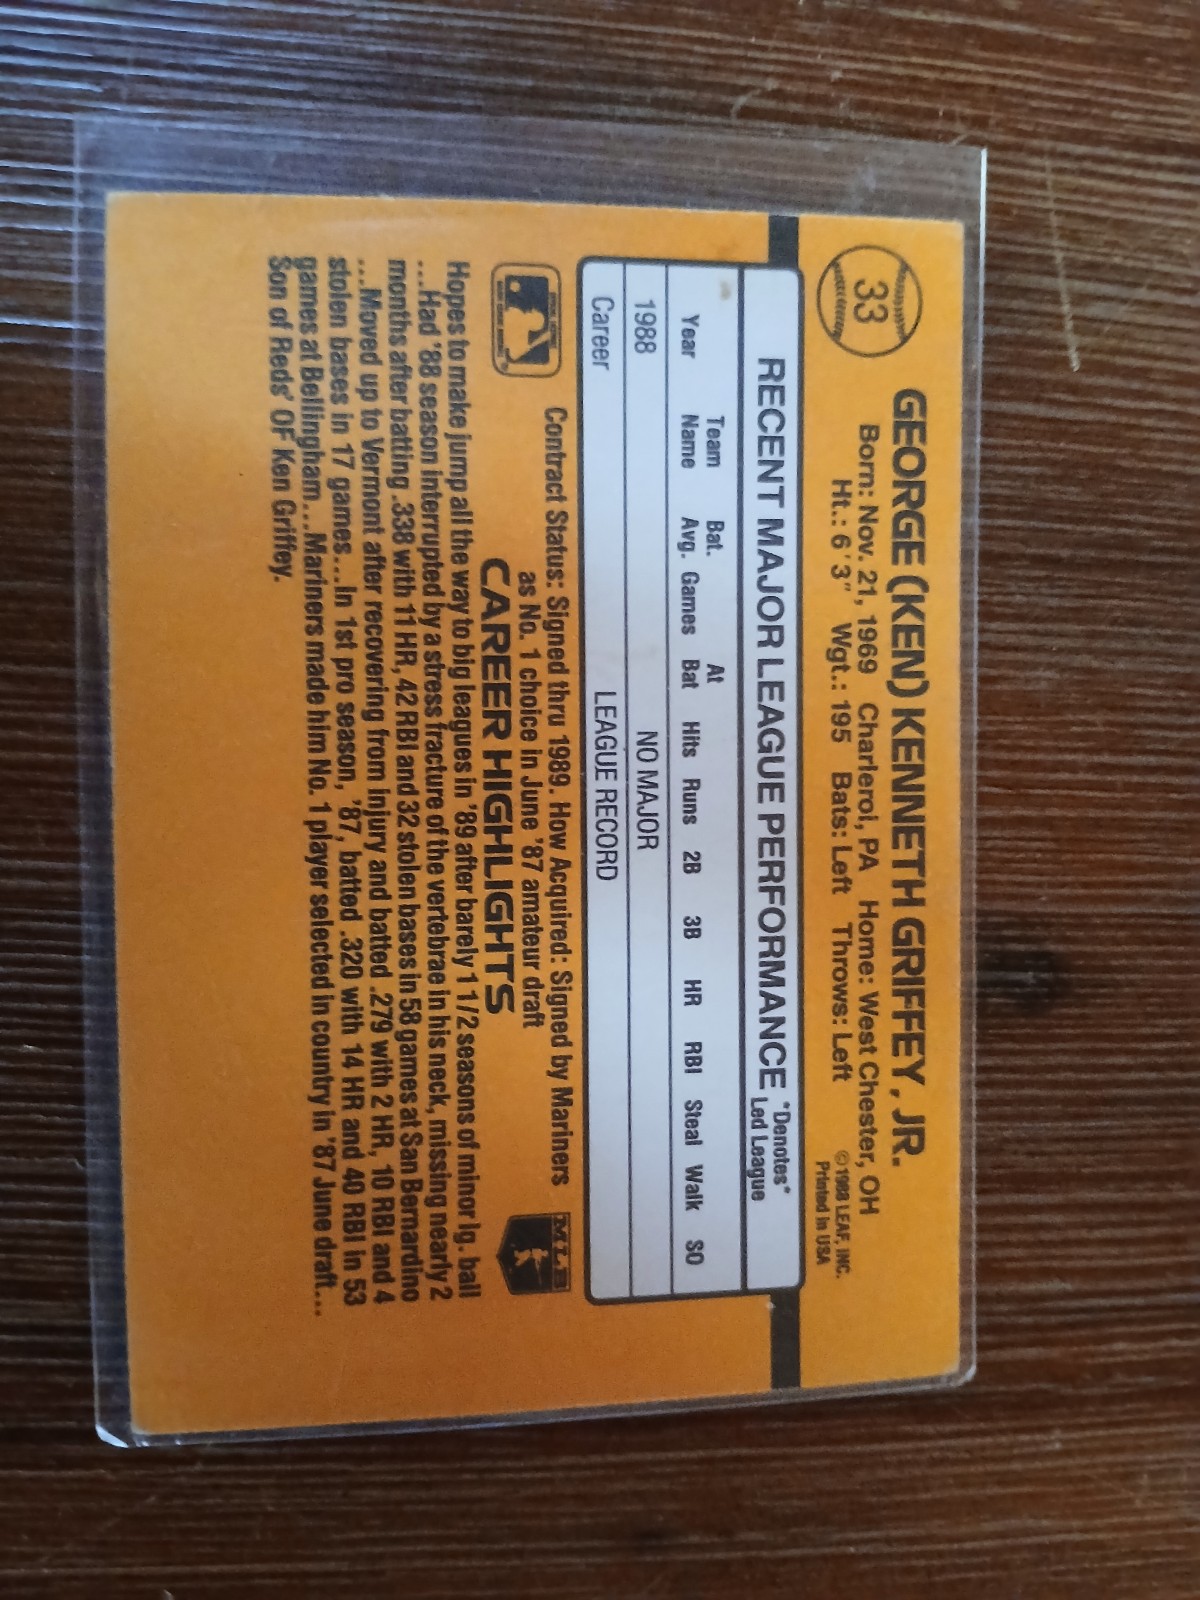 33
GEORGE (KEN) KENNETH GRIFFEY, JR.
Born: Nov. 21, 1969 Charleroi, PA Home: West Chester, OH
Ht.: 6'3" Wgt.: 195 Bats: Left Throws: Left
©1988 LEAF, INC.
Printed in USA
RECENT MAJOR LEAGUE PERFORMANCE *Denotes*
Led League
Year Team Name Bat. Avg. Games At Bat Hits Runs 2B 3B HR RBI Steal Walk SO
1988 NO MAJOR
Career LEAGUE RECORD
Contract Status: Signed thru 1989. How Acquired: Signed by Mariners
as No. 1 choice in June '87 amateur draft
MLB
CAREER HIGHLIGHTS
Hopes to make jump all the way to big leagues in '89 after barely 1 1/2 seasons of minor lg. ball
....Had '88 season interrupted by a stress fracture of the vertebrae in his neck, missing nearly 2
months after batting .338 with 11 HR, 42 RBI and 32 stolen bases in 58 games at San Bernardino
...Moved up to Vermont after recovering from injury and batted .279 with 2 HR, 10 RBI and 4
stolen bases in 17 games...In 1st pro season, '87, batted .320 with 14 HR and 40 RBI in 53
games at Bellingham...Mariners made him No. 1 player selected in country in '87 June draft...
Son of Reds' OF Ken Griffey.